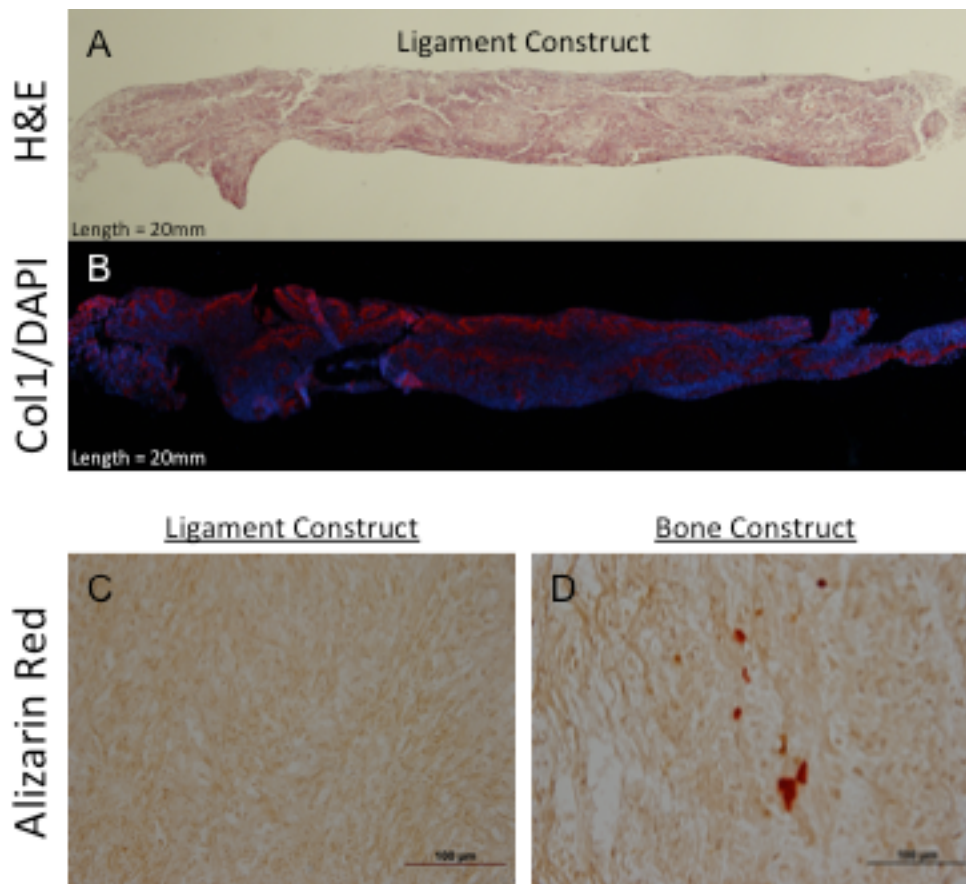 H&E
A
Ligament Construct
Length = 20mm
Col1/DAPI
B
Length = 20mm
Ligament Construct
Bone Construct
Alizarin Red
C
100 µm
D
100 µm